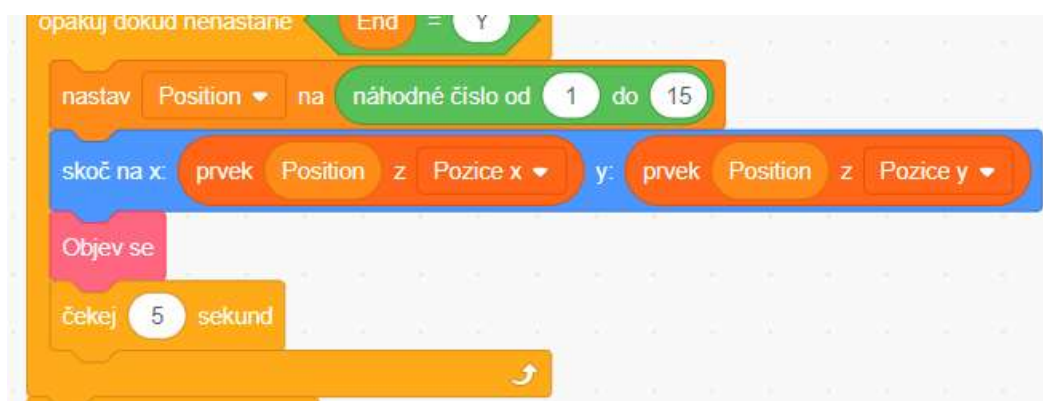 opakuj dokud nenastane End = Y
nastav Position na náhodné číslo od 1 do 15
skoč na x: prvek Position z Pozice x y: prvek Position z Pozice y
Objev se
čekej 5 sekund